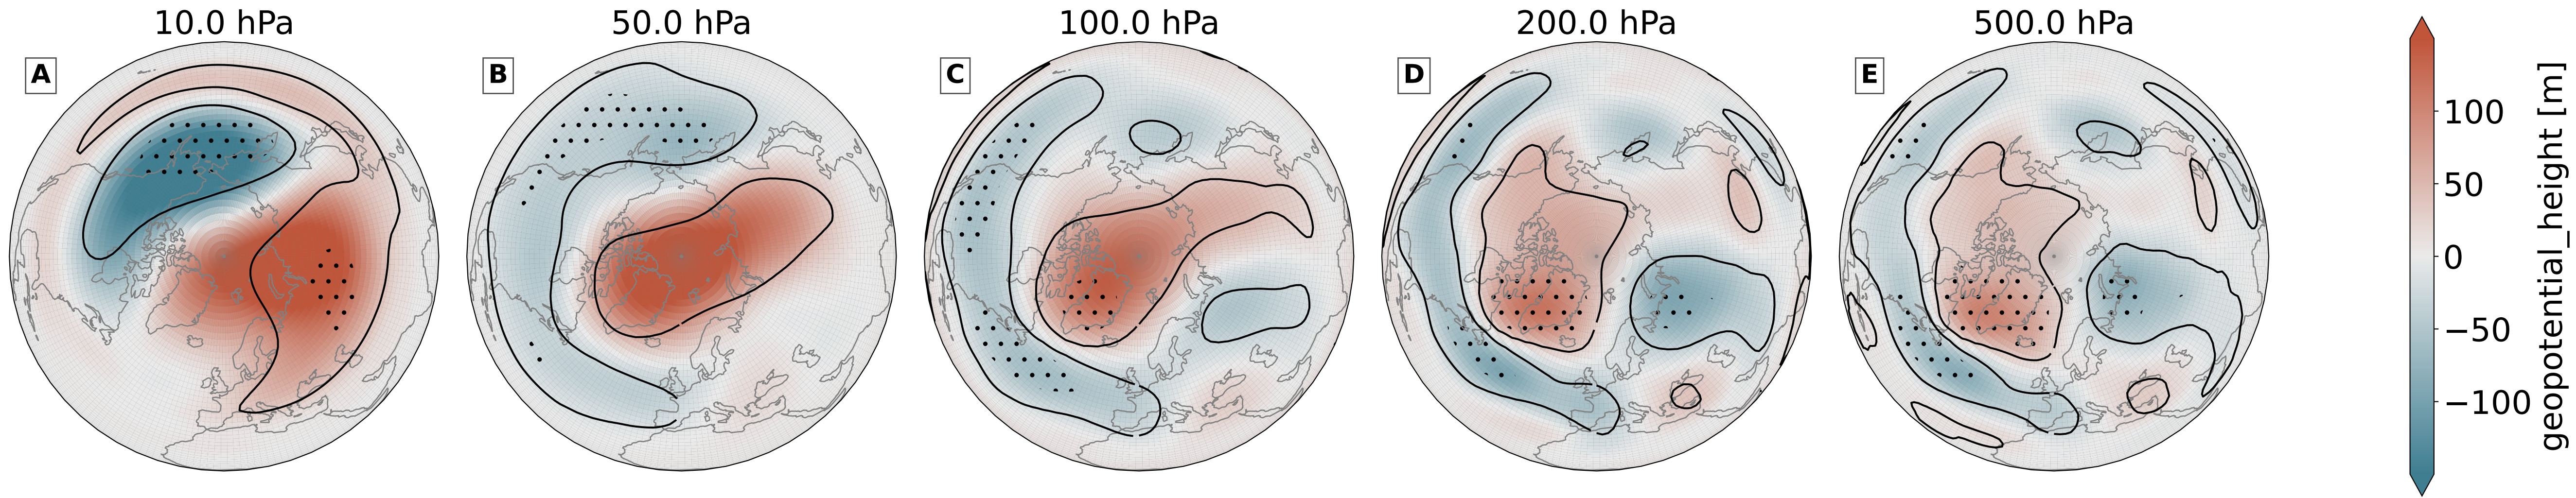 10.0 hPa
50.0 hPa
100.0 hPa
200.0 hPa
500.0 hPa
A
B
C
D
E
100
50
0
−50
−100
geopotential_height [m]